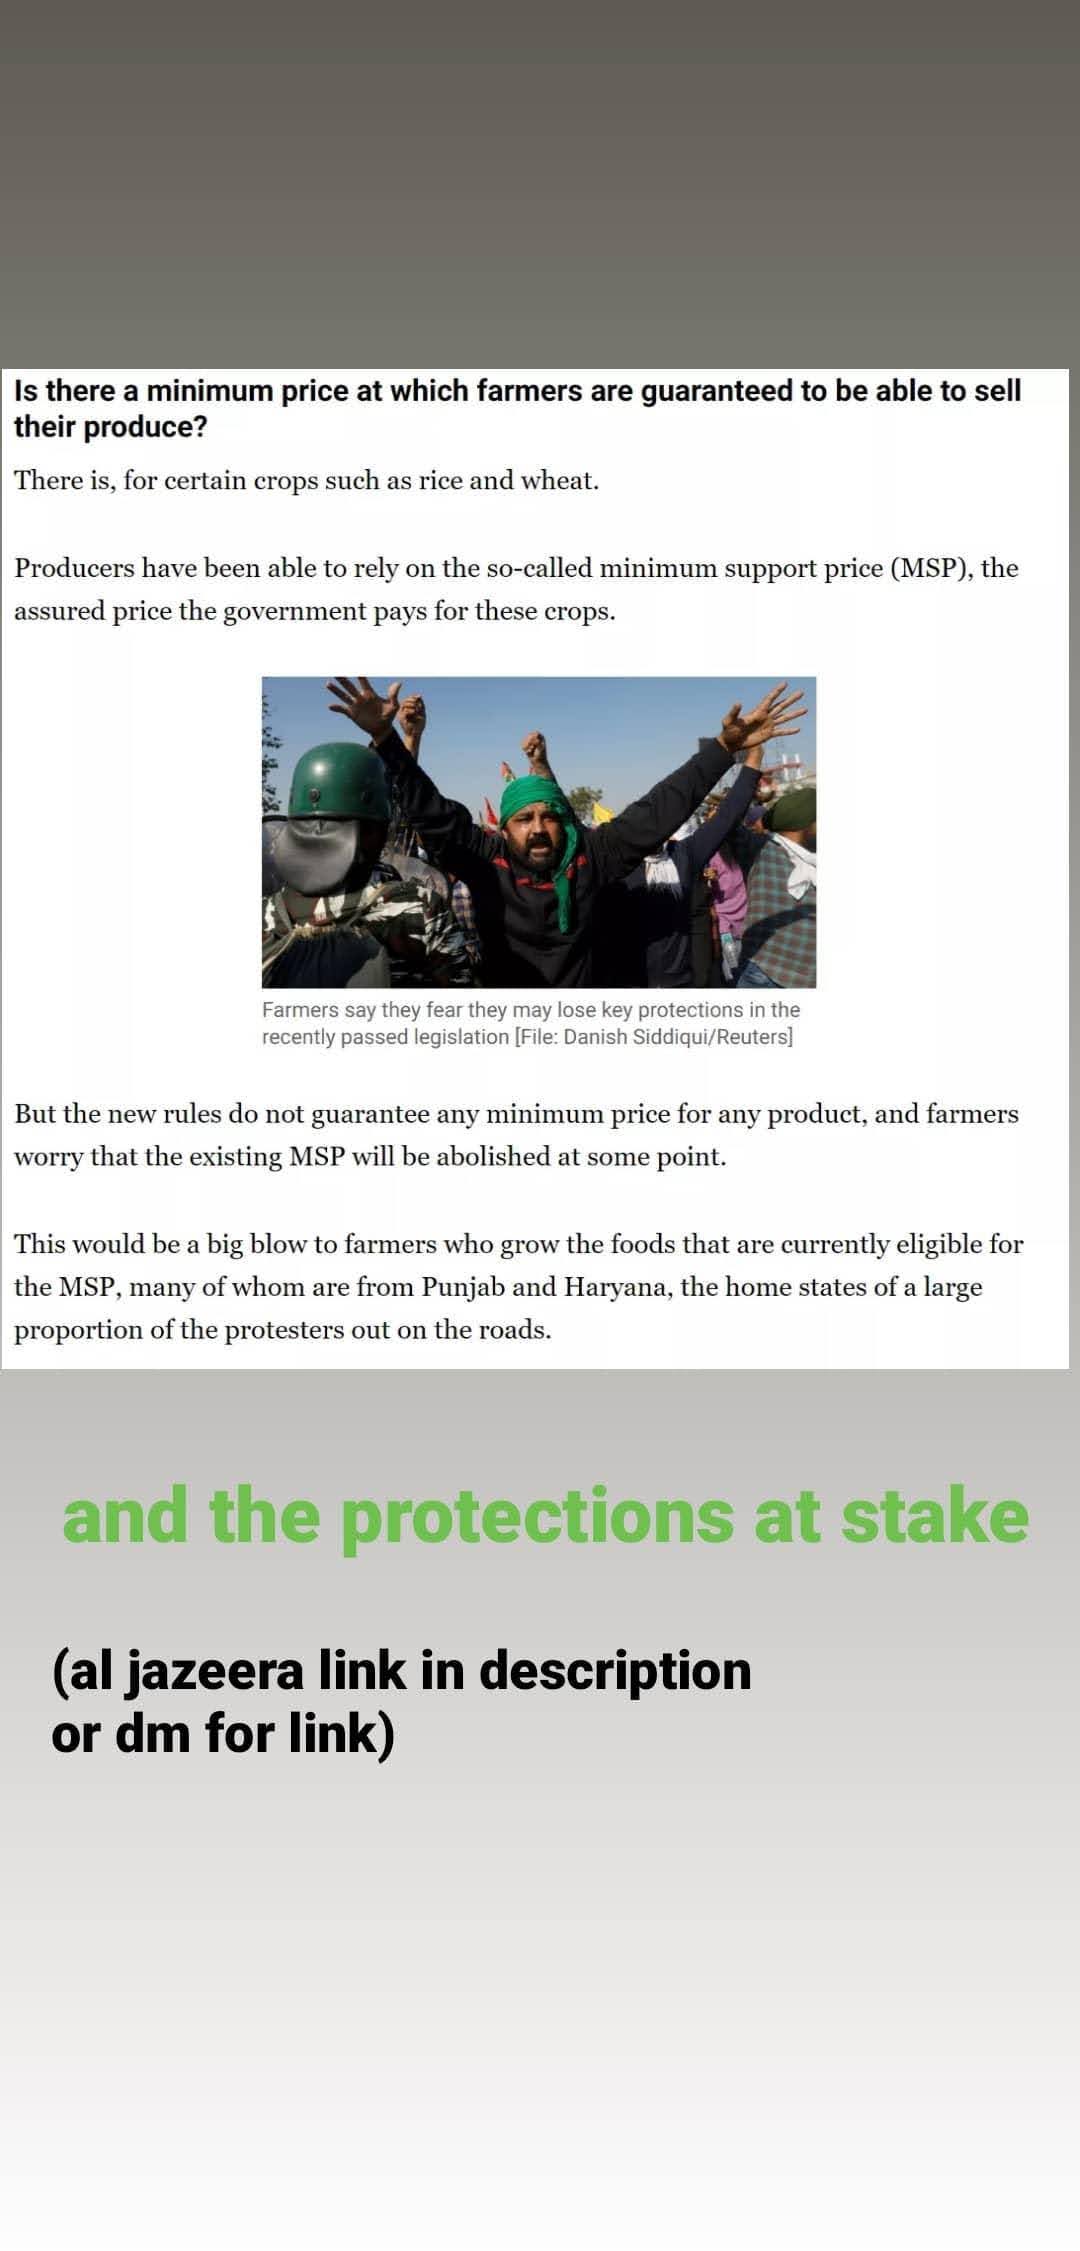 Is there a minimum price at which farmers are guaranteed to be able to sell
their produce?
There is, for certain crops such as rice and wheat.
Producers have been able to rely on the so-called minimum support price (MSP), the
assured price the government pays for these crops.
Farmers say they fear they may lose key protections in the
recently passed legislation [File: Danish Siddiqui/Reuters]
But the new rules do not guarantee any minimum price for any product, and farmers
worry that the existing MSP will be abolished at some point.
This would be a big blow to farmers who grow the foods that are currently eligible for
the MSP, many of whom are from Punjab and Haryana, the home states of a large
proportion of the protesters out on the roads.
and the protections at stake
(al jazeera link in description
or dm for link)